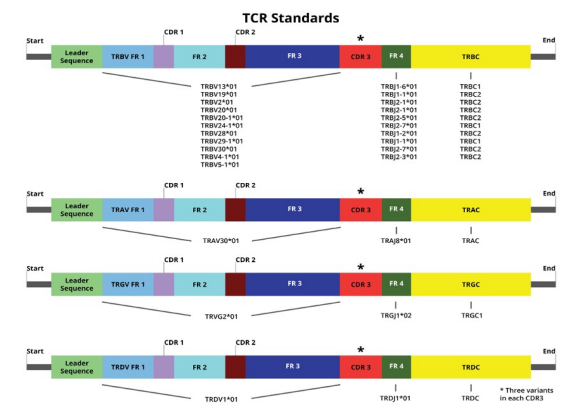 TCR Standards
Start CDR 1 CDR 2 * End
Leader Sequence TRBV FR 1 FR 2 FR 3 CDR 3 FR 4 TRBC
TRBV13*01 TRBJ1-6*01 TRBC1
TRBV19*01 TRBJ1-1*01 TRBC2
TRBV2*01 TRBJ2-1*01 TRBC2
TRBV20*01 TRBJ2-1*01 TRBC2
TRBV20-1*01 TRBJ2-5*01 TRBC2
TRBV24-1*01 TRBJ2-7*01 TRBC1
TRBV28*01 TRBJ1-2*01 TRBC2
TRBV29-1*01 TRBJ1-1*01 TRBC1
TRBV30*01 TRBJ2-7*01 TRBC2
TRBV4-1*01 TRBJ2-3*01 TRBC2
TRBV5-1*01
Start CDR 1 CDR 2 * End
Leader Sequence TRAV FR 1 FR 2 FR 3 CDR 3 FR 4 TRAC
TRAV30*01 TRAJ8*01 TRAC
Start CDR 1 CDR 2 * End
Leader Sequence TRGV FR 1 FR 2 FR 3 CDR 3 FR 4 TRGC
TRVG2*01 TRGJ1*02 TRGC1
Start CDR 1 CDR 2 * End
Leader Sequence TRDV FR 1 FR 2 FR 3 CDR 3 FR 4 TRDC
TRDV1*01 TRDJ1*01 TRDC
* Three variants
in each CDR3